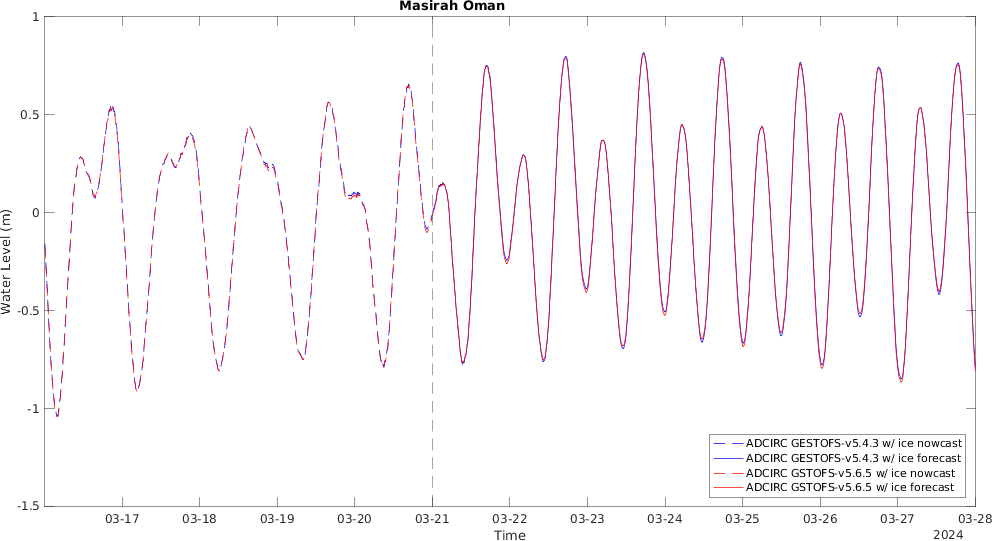 Masirah Oman
1
0.5
0
-0.5
-1
-1.5
Water Level (m)
ADCIRC GESTOFS-v5.4.3 w/ ice nowcast
ADCIRC GESTOFS-v5.4.3 w/ ice forecast
ADCIRC GSTOFS-v5.6.5 w/ ice nowcast
ADCIRC GSTOFS-v5.6.5 w/ ice forecast
03-17 03-18 03-19 03-20 03-21 03-22 03-23 03-24 03-25 03-26 03-27 03-28
Time
2024